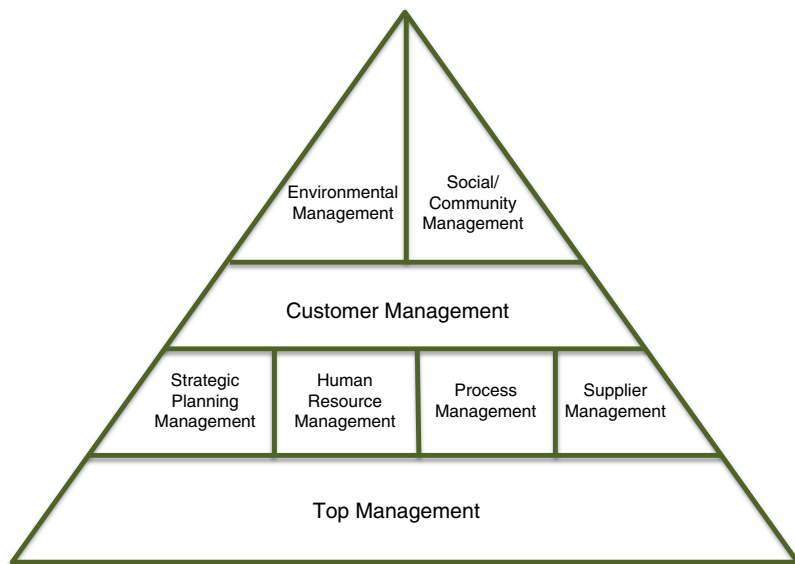 Environmental
Management
Social/
Community
Management
Customer Management
Strategic
Planning
Management
Human
Resource
Management
Process
Management
Supplier
Management
Top Management